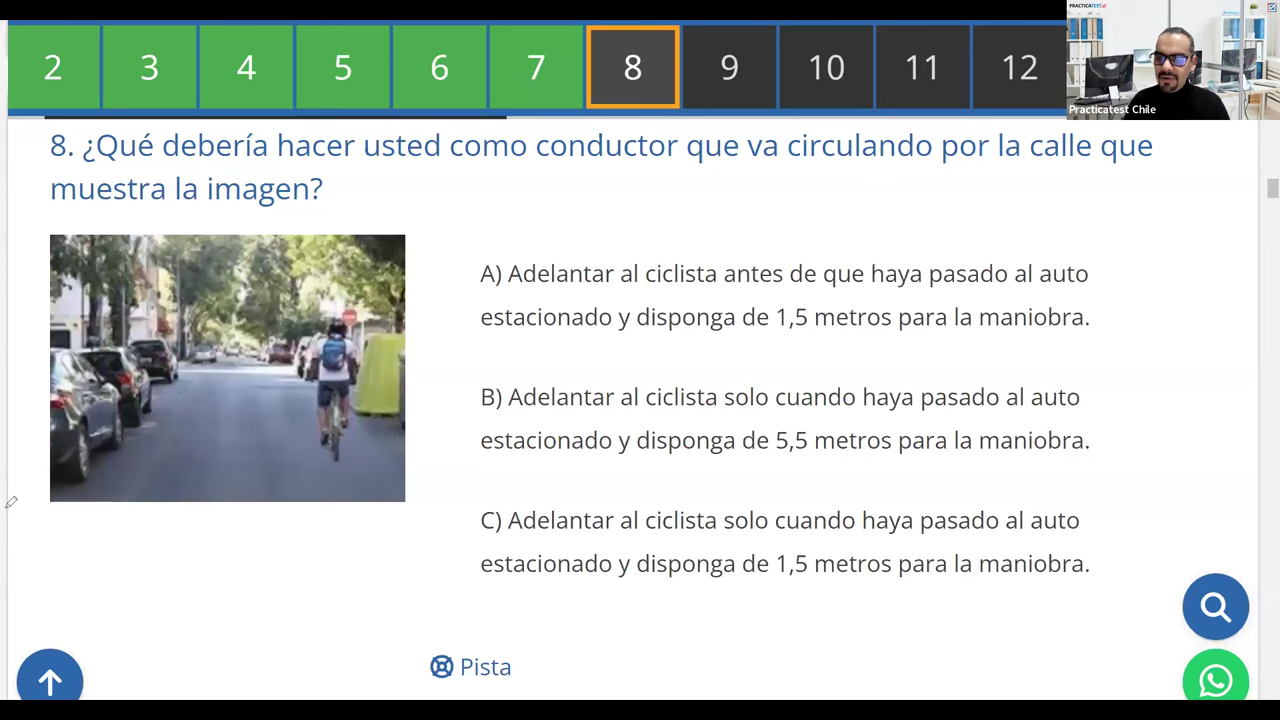 2 3 4 5 6 7 8 9 10 11 12
PRACTICATEST.cl
Practicatest Chile
8. ¿Qué debería hacer usted como conductor que va circulando por la calle que
muestra la imagen?
A) Adelantar al ciclista antes de que haya pasado al auto
estacionado y disponga de 1,5 metros para la maniobra.
B) Adelantar al ciclista solo cuando haya pasado al auto
estacionado y disponga de 5,5 metros para la maniobra.
C) Adelantar al ciclista solo cuando haya pasado al auto
estacionado y disponga de 1,5 metros para la maniobra.
Pista